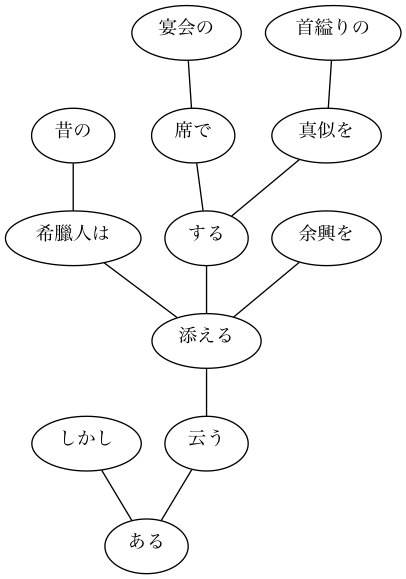 宴会の 首縊りの
昔の 席で 真似を
希臘人は する 余興を
添える
しかし 云う
ある